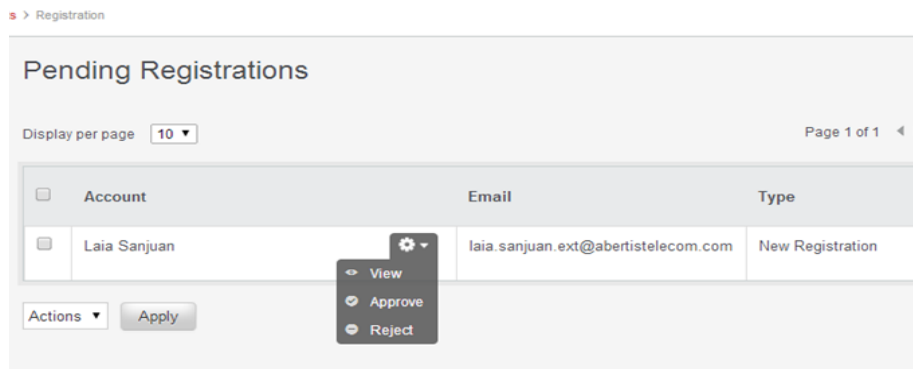 s > Registration
Pending Registrations
Display per page 10 Page 1 of 1
Account Email Type
Laia Sanjuan laia.sanjuan.ext@abertistelecom.com New Registration
View
Approve
Reject
Actions Apply